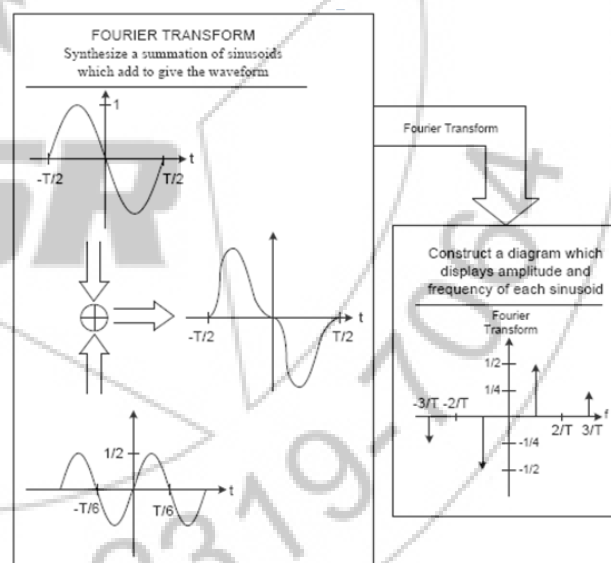 FOURIER TRANSFORM
Synthesize a summation of sinusoids
which add to give the waveform
1
t
-T/2
T/2
t
-T/2
T/2
1/2
t
-T/6
T/6
Fourier Transform
Construct a diagram which
displays amplitude and
frequency of each sinusoid
Fourier
Transform
1/2
1/4
-3/T -2/T
f
2/T 3/T
-1/4
-1/2